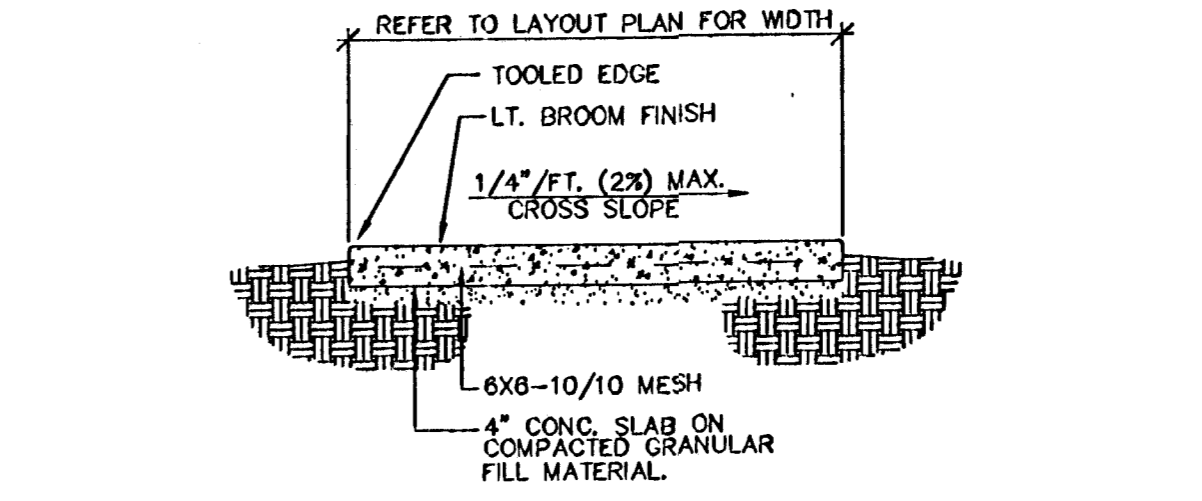 REFER TO LAYOUT PLAN FOR WIDTH
TOOLED EDGE
LT. BROOM FINISH
1/4"/FT. (2%) MAX.
CROSS SLOPE
6X6-10/10 MESH
4" CONC. SLAB ON
COMPACTED GRANULAR
FILL MATERIAL.